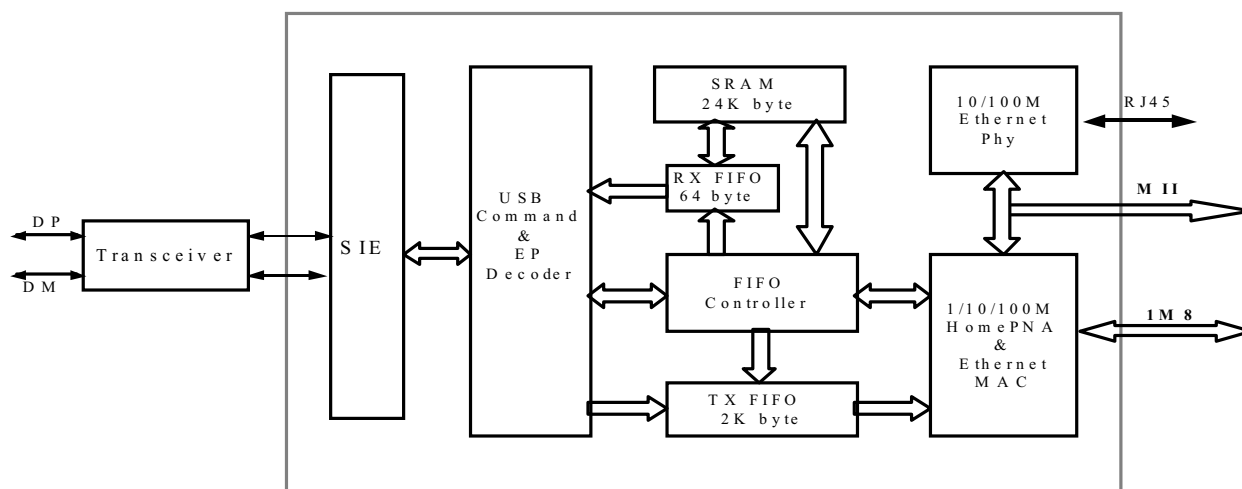 DP
DM
Transceiver
SIE
USB
Command
&
EP
Decoder
SRAM
24K byte
RX FIFO
64 byte
FIFO
Controller
TX FIFO
2K byte
10/100M
Ethernet
Phy
1/10/100M
HomePNA
&
Ethernet
MAC
RJ45
MII
1M8